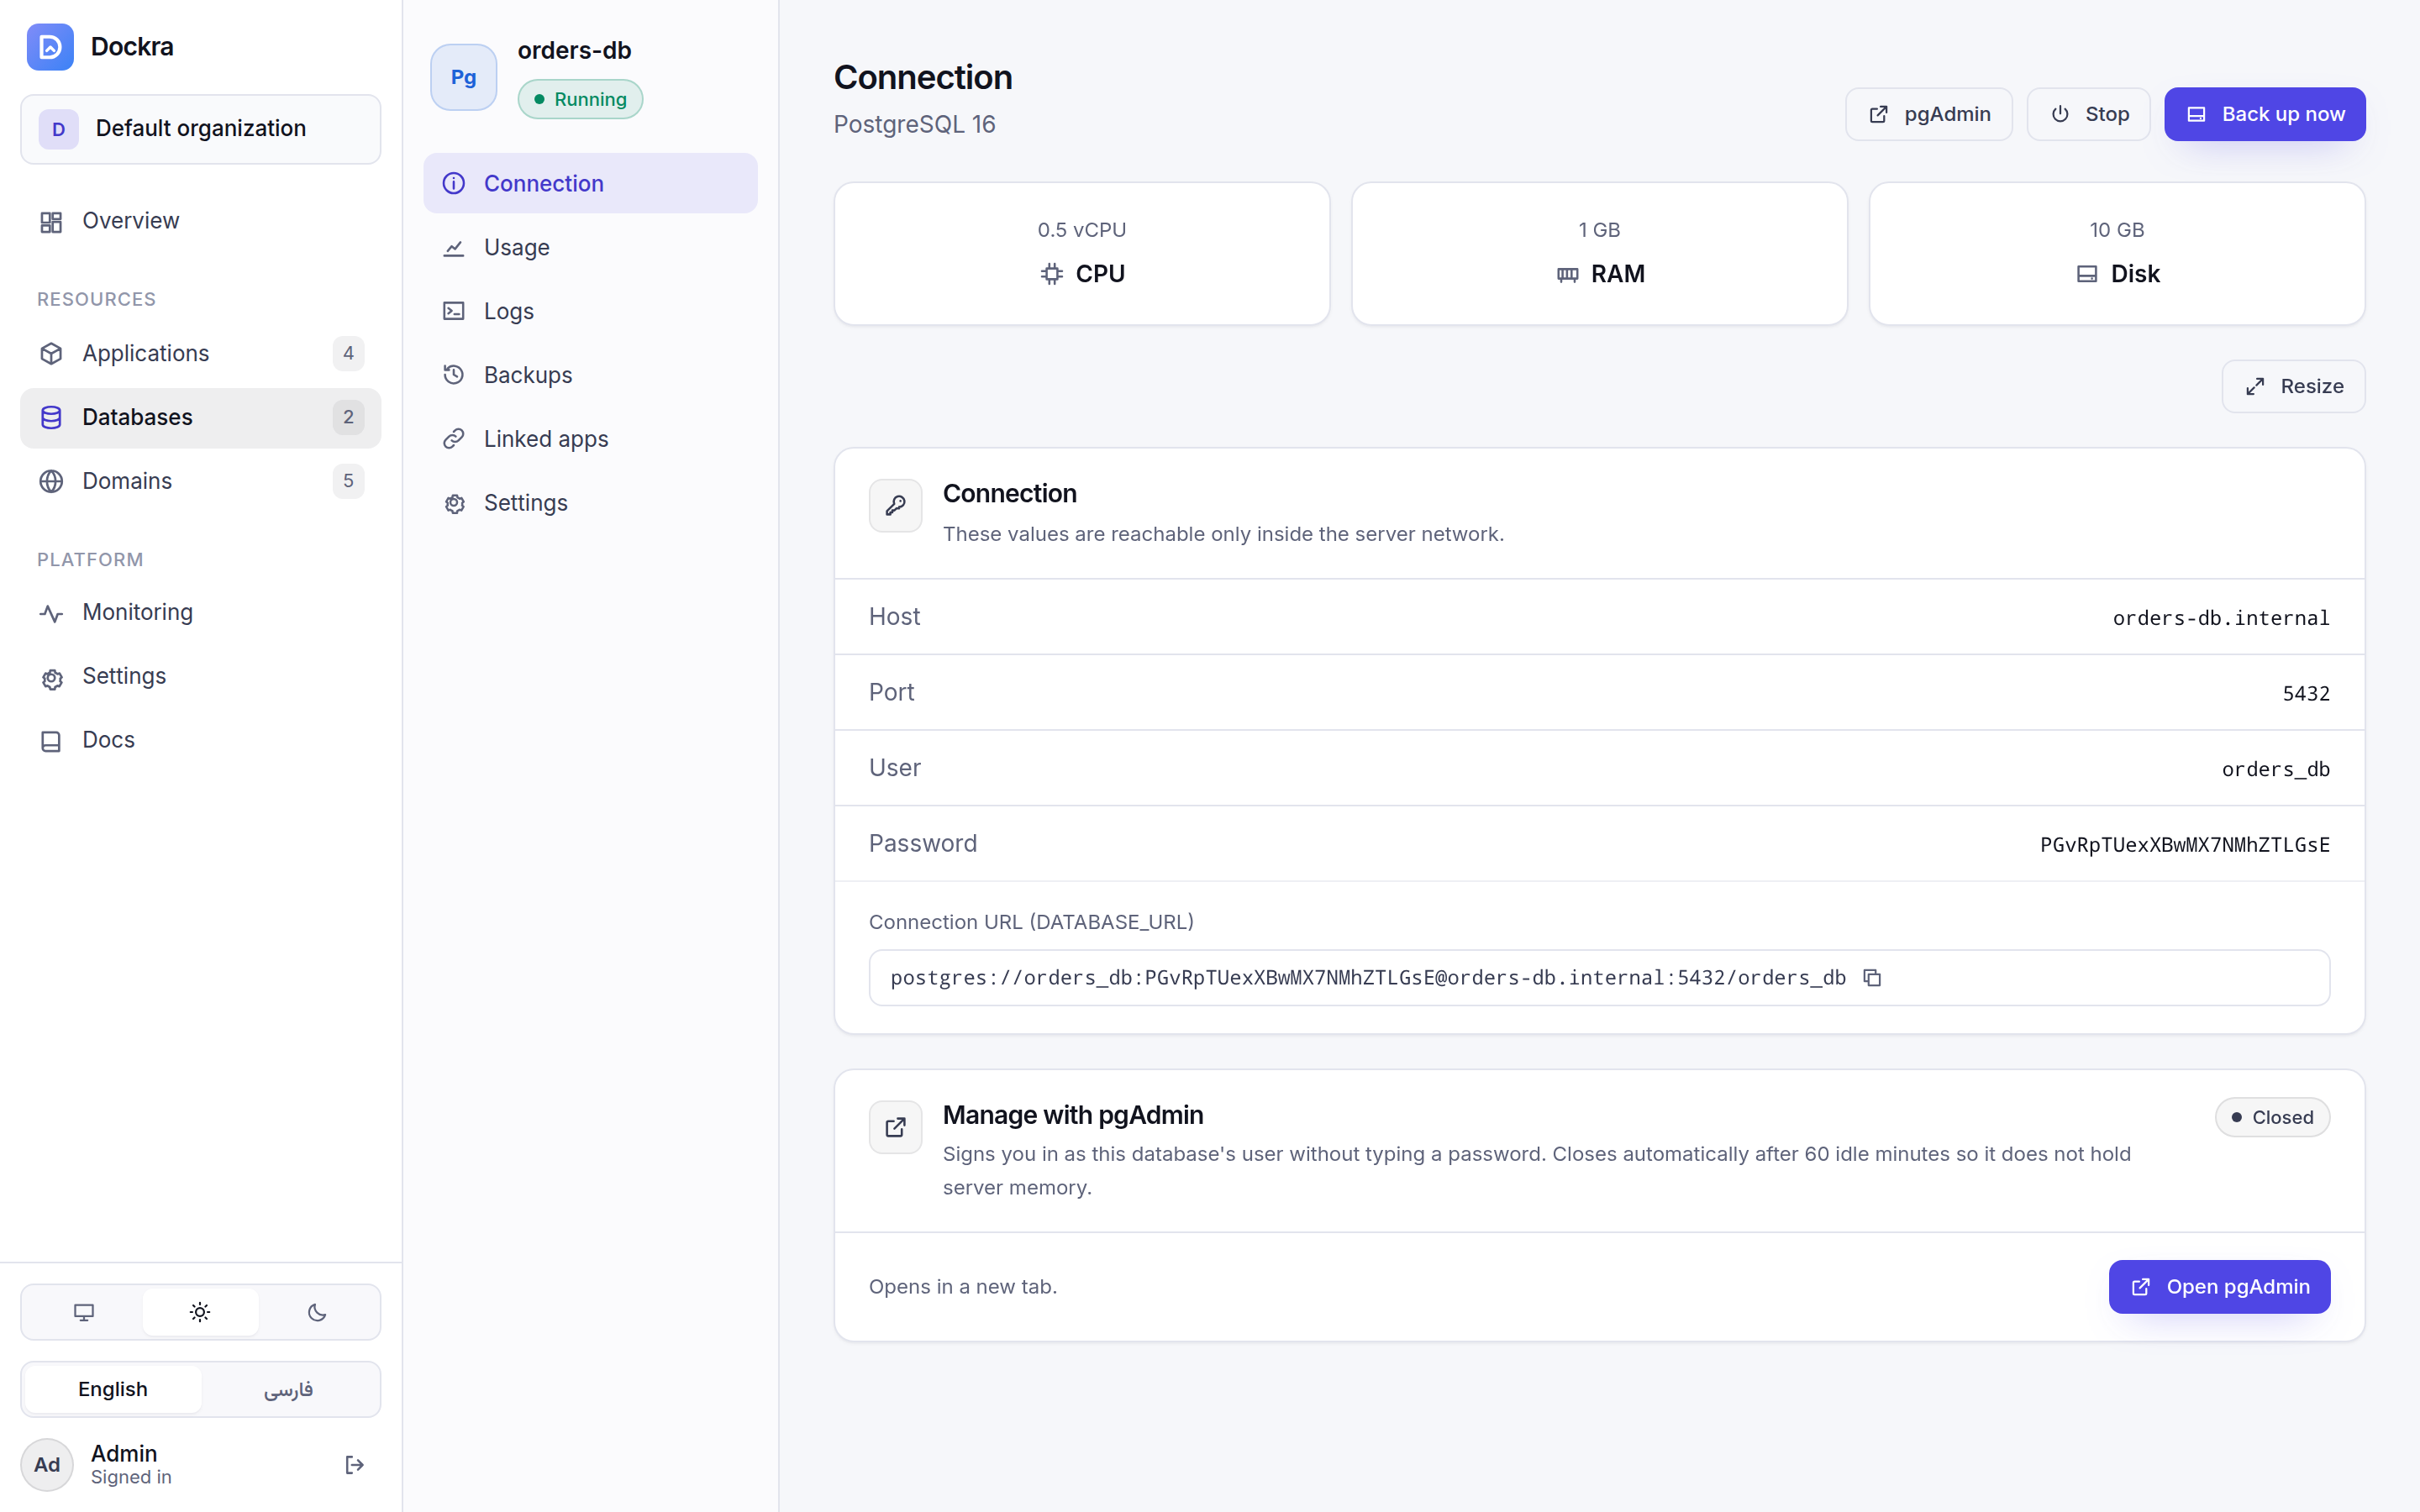 Dockra
D Default organization
Overview
RESOURCES
Applications 4
Databases 2
Domains 5
PLATFORM
Monitoring
Settings
Docs
English فارسی
Ad Admin
Signed in
Pg orders-db
Running
Connection
Usage
Logs
Backups
Linked apps
Settings
Connection
PostgreSQL 16
pgAdmin Stop Back up now
0.5 vCPU
CPU
1 GB
RAM
10 GB
Disk
Resize
Connection
These values are reachable only inside the server network.
Host orders-db.internal
Port 5432
User orders_db
Password PGvRpTUexXBwMX7NMhZTLGsE
Connection URL (DATABASE_URL)
postgres://orders_db:PGvRpTUexXBwMX7NMhZTLGsE@orders-db.internal:5432/orders_db
Manage with pgAdmin Closed
Signs you in as this database's user without typing a password. Closes automatically after 60 idle minutes so it does not hold
server memory.
Opens in a new tab. Open pgAdmin